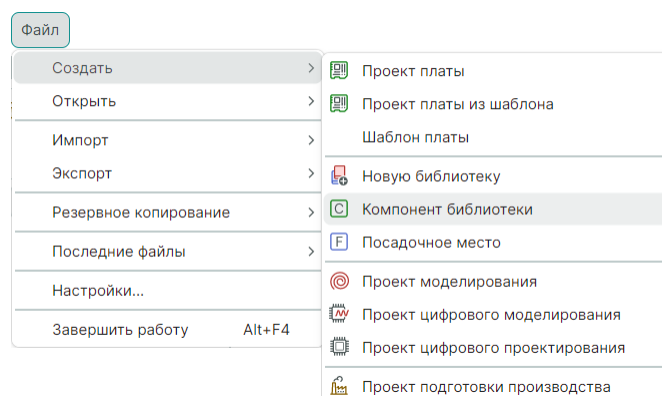 Файл
Создать
Открыть
Импорт
Экспорт
Резервное копирование
Последние файлы
Настройки...
Завершить работу Alt+F4
Проект платы
Проект платы из шаблона
Шаблон платы
Новую библиотеку
C Компонент библиотеки
F Посадочное место
Проект моделирования
Проект цифрового моделирования
Проект цифрового проектирования
Проект подготовки производства